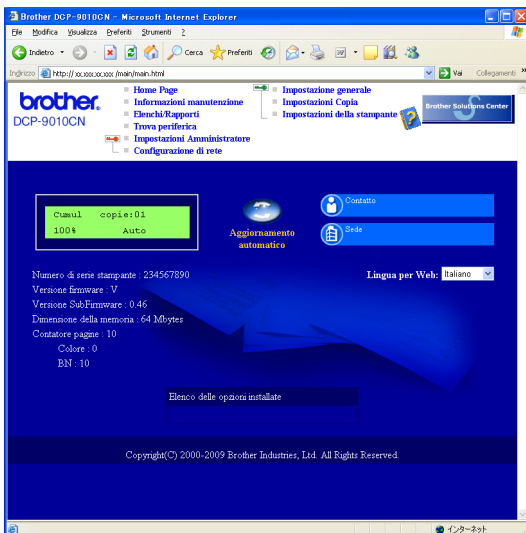 Brother DCP-9010CN - Microsoft Internet Explorer
File Modifica Visualizza Preferiti Strumenti ?
Indietro Cerca Preferiti
Indirizzo http://xx.xxx.xx.xxx /main/main.html Vai Collegamenti »
brother.
DCP-9010CN
Home Page
Informazioni manutenzione
Elenchi/Rapporti
Trova periferica
Impostazioni Amministratore
Configurazione di rete
Impostazione generale
Impostazioni Copia
Impostazioni della stampante
Brother Solutions Center
Cumul copie:01
100% Auto
Aggiornamento
automatico
Contatto
Sede
Numero di serie stampante : 234567890
Lingua per Web: Italiano
Versione firmware : V
Versione SubFirmware : 0.46
Dimensione della memoria : 64 Mbytes
Contatore pagine : 10
Colore : 0
BN : 10
Elenco delle opzioni installate
Copyright(C) 2000-2009 Brother Industries, Ltd. All Rights Reserved.
インターネット